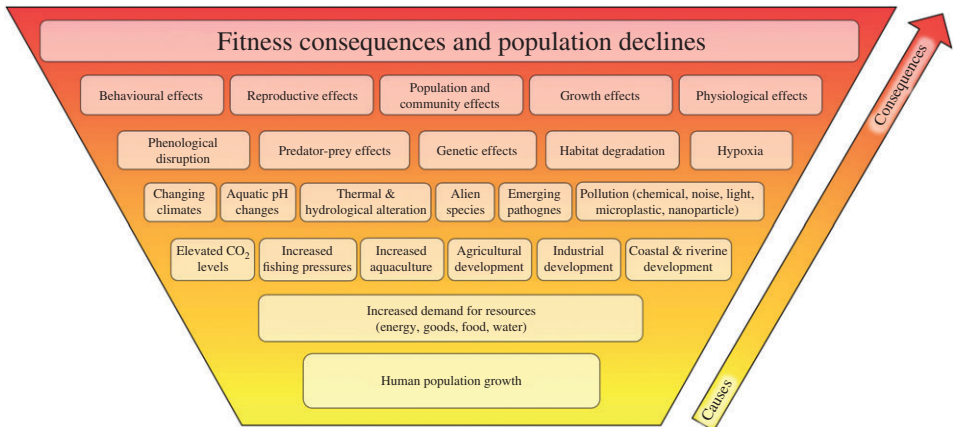 Fitness consequences and population declines
Behavioural effects
Reproductive effects
Population and
community effects
Growth effects
Physiological effects
Phenological
disruption
Predator-prey effects
Genetic effects
Habitat degradation
Hypoxia
Changing
climates
Aquatic pH
changes
Thermal &
hydrological alteration
Alien
species
Emerging
pathognes
Pollution (chemical, noise, light,
microplastic, nanoparticle)
Elevated CO₂
levels
Increased
fishing pressures
Increased
aquaculture
Agricultural
development
Industrial
development
Coastal & riverine
development
Increased demand for resources
(energy, goods, food, water)
Human population growth
Consequences
Causes